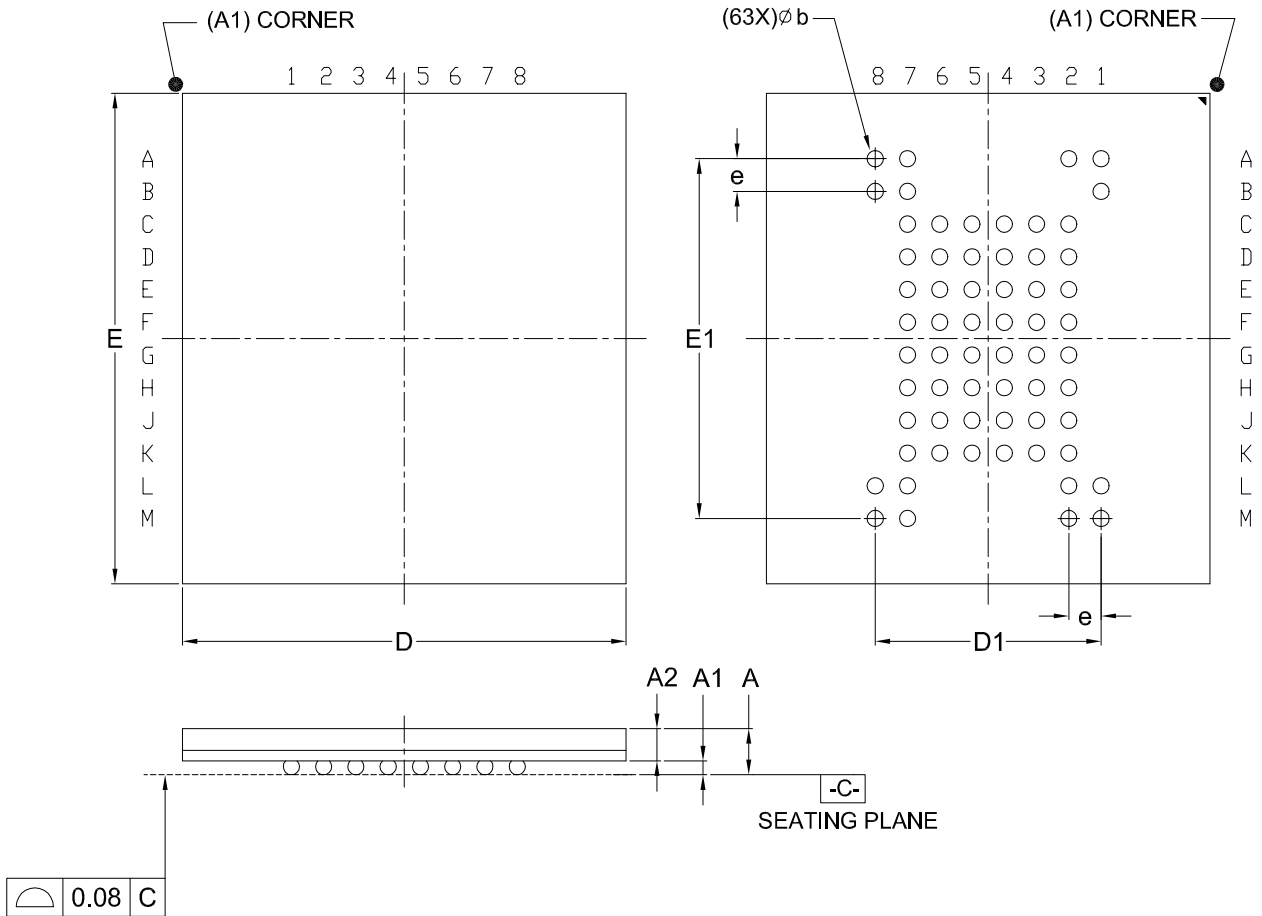 (A1) CORNER
(63X)∅ b
(A1) CORNER
1 2 3 4 5 6 7 8
8 7 6 5 4 3 2 1
A
B
C
D
E
F
G
H
J
K
L
M
E
e
E1
A
B
C
D
E
F
G
H
J
K
L
M
D
D1
e
A2
A1
A
-C-
SEATING PLANE
0.08 C